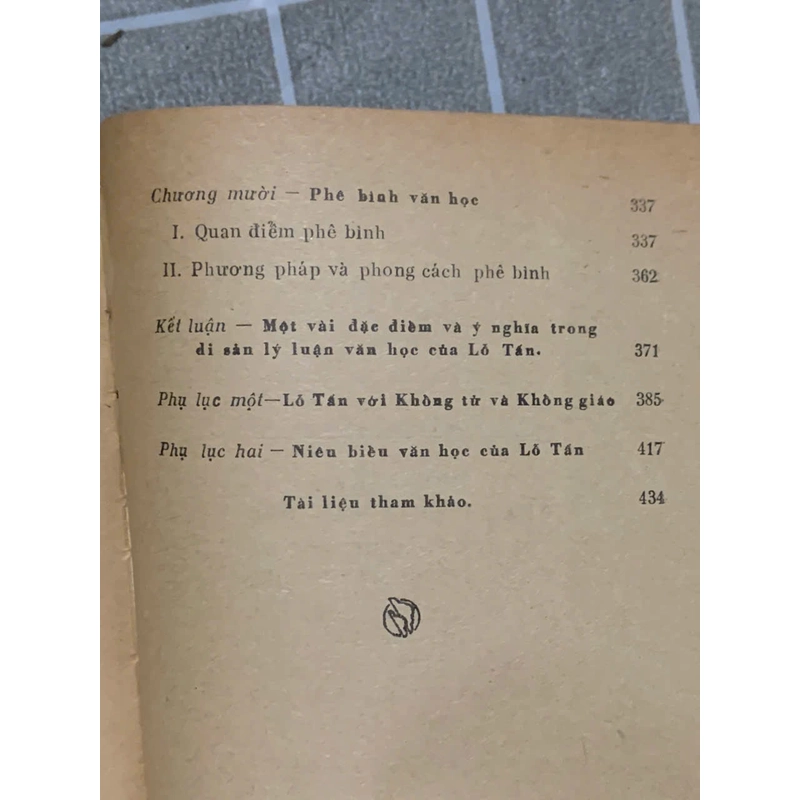 Chương mười — Phê bình văn học 337
I. Quan điểm phê bình 337
II. Phương pháp và phong cách phê bình 362
Kết luận — Một vài đặc điểm và ý nghĩa trong
di sản lý luận văn học của Lỗ Tấn. 371
Phụ lục một—Lỗ Tấn với Khổng tử và Khổng giáo 385
Phụ lục hai — Niên biểu văn học của Lỗ Tấn 417
Tài liệu tham khảo. 434